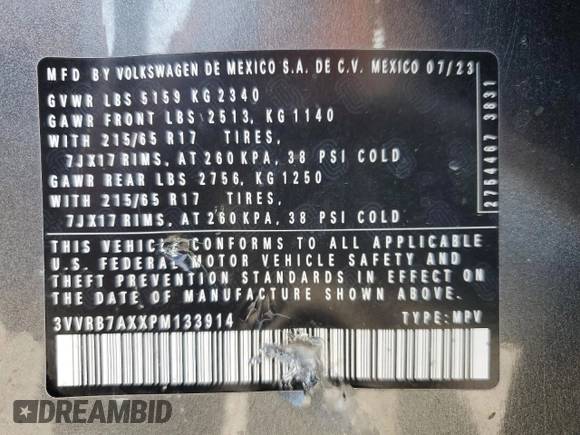 MFD BY VOLKSWAGEN DE MEXICO S.A. DE C.V. MEXICO 07/23
GVWR LBS 5159 KG 2340
GAWR FRONT LBS 2513, KG 1140
WITH 215/65 R17 TIRES,
7JX17 RIMS, AT 260 KPA, 38 PSI COLD
GAWR REAR LBS 2756, KG 1250
WITH 215/65 R17 TIRES,
7JX17 RIMS, AT 260 KPA, 38 PSI COLD
2754467 3831
THIS VEHICLE CONFORMS TO ALL APPLICABLE
U.S. FEDERAL MOTOR VEHICLE SAFETY AND
THEFT PREVENTION STANDARDS IN EFFECT ON
THE DATE OF MANUFACTURE SHOWN ABOVE.
3VVRB7AXXPM133914 TYPE: MPV
DREAMBID